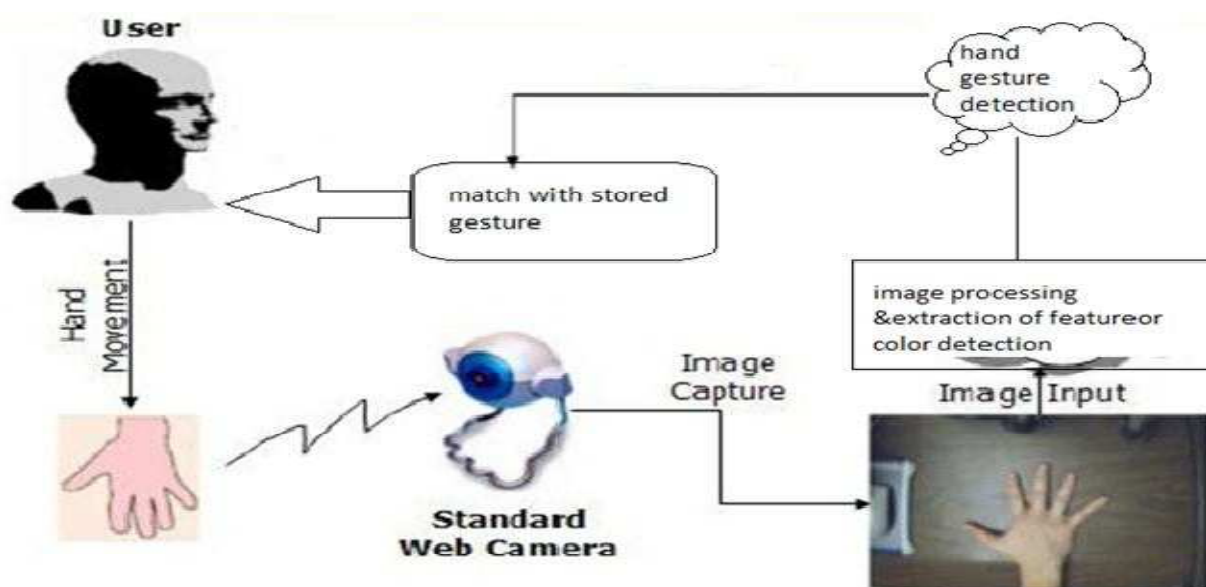 User
hand
gesture
detection
match with stored
gesture
Hand
Movement
image processing
&extraction of featureor
color detection
Image
Capture
Image Input
Standard
Web Camera